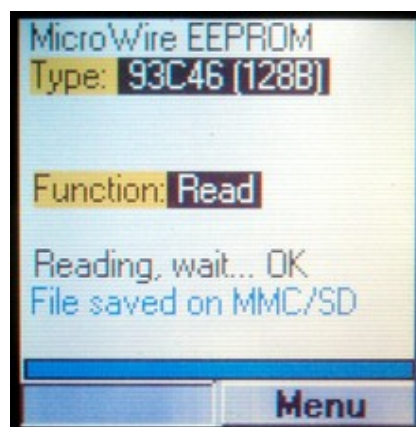 MicroWire EEPROM
Type: 93C46 (128B)
Function: Read
Reading, wait... OK
File saved on MMC/SD
Menu